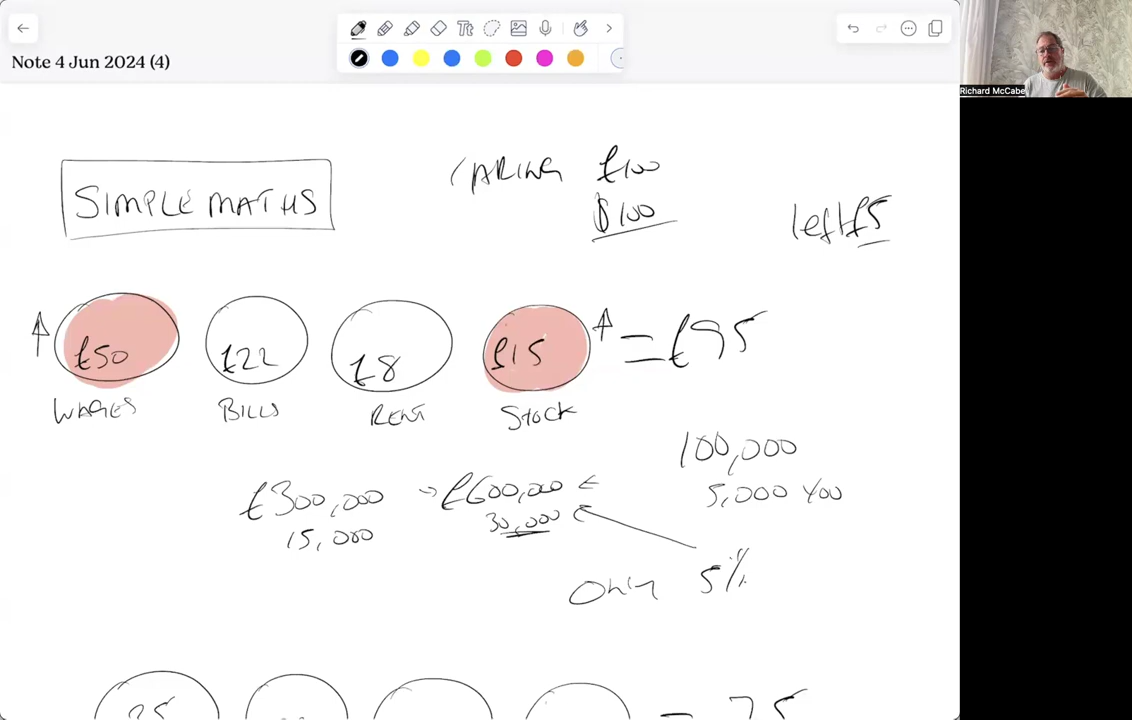 Note 4 Jun 2024 (4)
Richard McCabe
SIMPLE MATHS
£100
$100
left £5
£50
£22
£8
£15
= £95
WAGES
BILLS
RENT
Stock
100,000
5,000 YOU
£300,000
£600,000
15,000
30,000
Only 5%
= 75